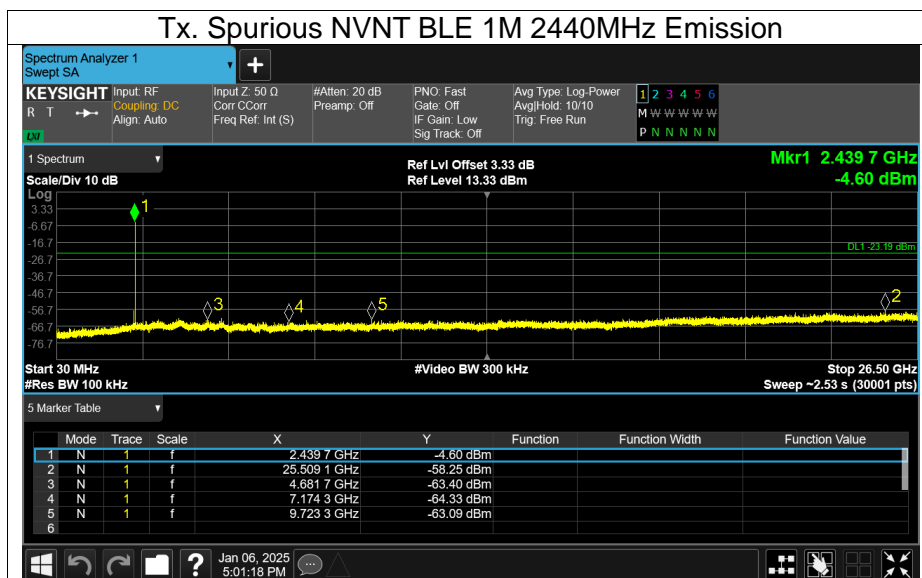 Tx. Spurious NVNT BLE 1M 2440MHz Emission
Spectrum Analyzer 1
Swept SA
+
KEYSIGHT Input: RF Input Z: 50 Ω #Atten: 20 dB PNO: Fast Avg Type: Log-Power 1 2 3 4 5 6
R T Coupling: DC Corr CCorr Preamp: Off Gate: Off Avg|Hold: 10/10 M W W W W W
Align: Auto Freq Ref: Int (S) IF Gain: Low Trig: Free Run
LXI Sig Track: Off P N N N N N
1 Spectrum Ref Lvl Offset 3.33 dB Mkr1 2.439 7 GHz
Scale/Div 10 dB Ref Level 13.33 dBm -4.60 dBm
Log
3.33 1
-6.67
-16.7 DL1 -23.19 dBm
-26.7
-36.7
-46.7 2
-56.7 3 4 5
-66.7
-76.7
Start 30 MHz #Video BW 300 kHz Stop 26.50 GHz
#Res BW 100 kHz Sweep ~2.53 s (30001 pts)
5 Marker Table
Mode Trace Scale X Y Function Function Width Function Value
1 N 1 f 2.439 7 GHz -4.60 dBm
2 N 1 f 25.509 1 GHz -58.25 dBm
3 N 1 f 4.681 7 GHz -63.40 dBm
4 N 1 f 7.174 3 GHz -64.33 dBm
5 N 1 f 9.723 3 GHz -63.09 dBm
6
? Jan 06, 2025
5:01:18 PM